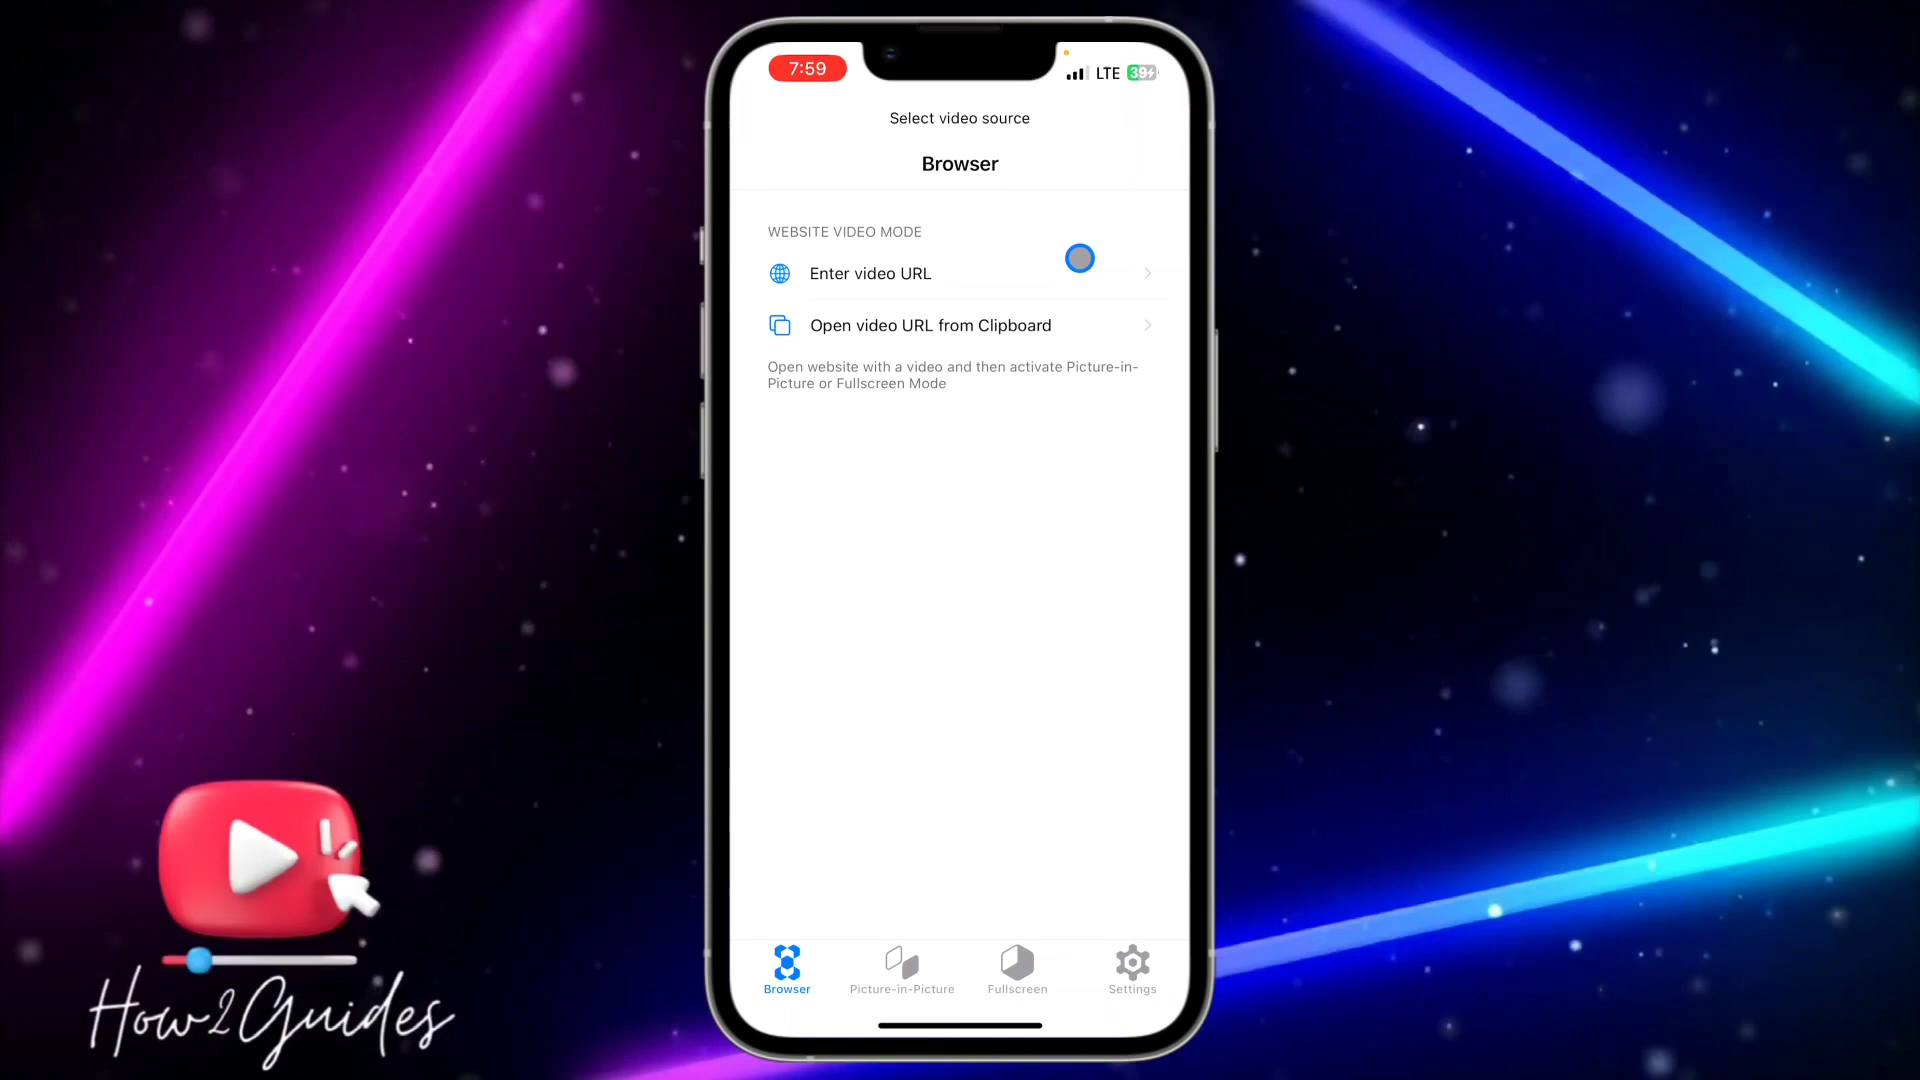 7:59
LTE
39
Select video source
Browser
WEBSITE VIDEO MODE
Enter video URL
Open video URL from Clipboard
Open website with a video and then activate Picture-in-
Picture or Fullscreen Mode
Browser
Picture-in-Picture
Fullscreen
Settings
How2Guides